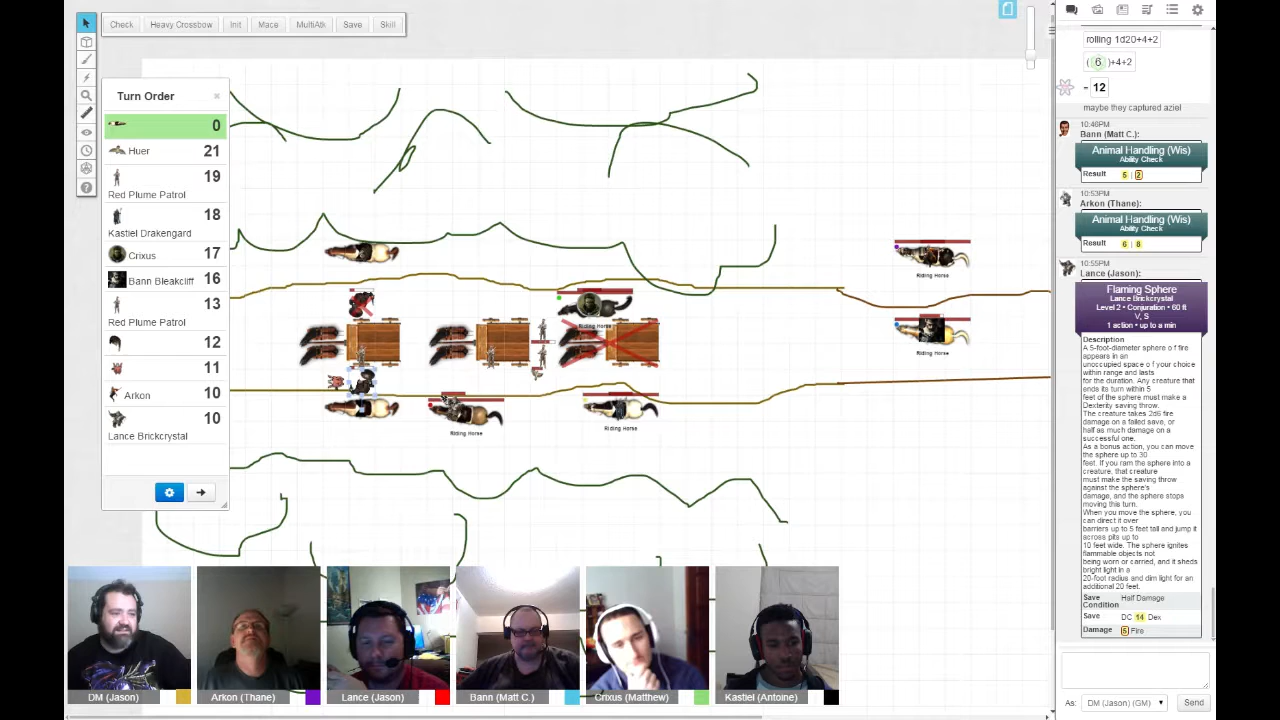 Check Heavy Crossbow Init Mace MultiAtk Save Skill
Turn Order ×
0
Huer 21
19
Red Plume Patrol
18
Kastiel Drakengard
Crixus 17
Bann Bleakcliff 16
13
Red Plume Patrol
12
11
Arkon 10
10
Lance Brickcrystal
Riding Horse
Riding Horse
Riding Horse
Riding Horse
Riding Horse
DM (Jason)
Arkon (Thane)
Lance (Jason)
Bann (Matt C.)
Crixus (Matthew)
Kastiel (Antoine)
rolling 1d20+4+2
(6)+4+2
= 12
maybe they captured aziel
10:46PM
Bann (Matt C.):
Animal Handling (Wis)
Ability Check
Result 5 | 2
10:53PM
Arkon (Thane):
Animal Handling (Wis)
Ability Check
Result 6 | 8
10:55PM
Lance (Jason):
Flaming Sphere
Lance Brickcrystal
Level 2 • Conjuration • 60 ft
V, S
1 action • up to a min
Description
A 5-foot-diameter sphere o f fire
appears in an
unoccupied space o f your choice
within range and lasts
for the duration. Any creature that
ends its turn within 5
feet of the sphere must make a
Dexterity saving throw.
The creature takes 2d6 fire
damage on a failed save, or
half as much damage on a
successful one.
As a bonus action, you can move
the sphere up to 30
feet. If you ram the sphere into a
creature, that creature
must make the saving throw
against the sphere's
damage, and the sphere stops
moving this turn.
When you move the sphere, you
can direct it over
barriers up to 5 feet tall and jump it
across pits up to
10 feet wide. The sphere ignites
flammable objects not
being worn or carried, and it sheds
bright light in a
20-foot radius and dim light for an
additional 20 feet.
Save Half Damage
Condition
Save DC 14 Dex
Damage 5 Fire
As: DM (Jason) (GM) Send